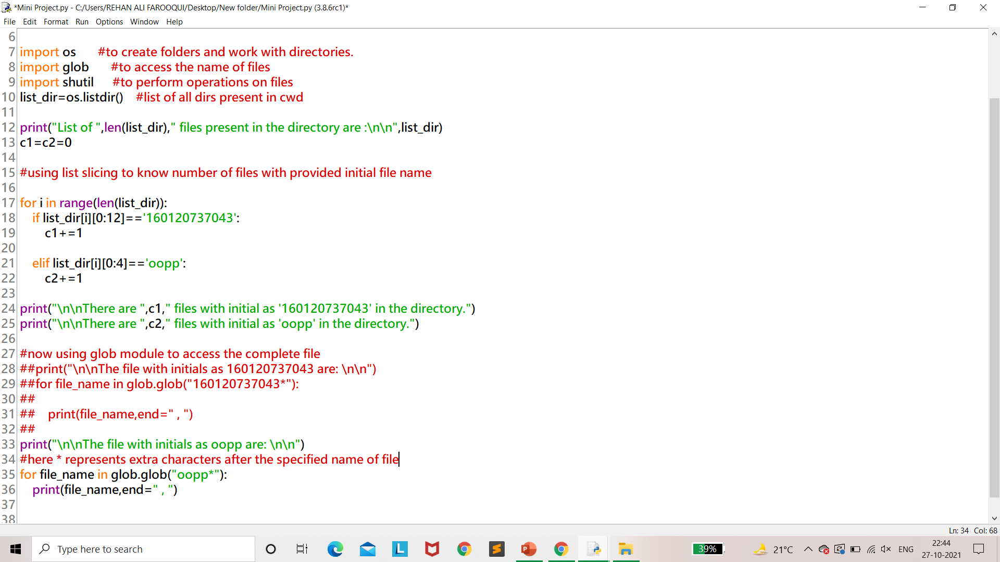 *Mini Project.py - C:/Users/REHAN ALI FAROOQUI/Desktop/New folder/Mini Project.py (3.8.6rc1)*
File Edit Format Run Options Window Help
6
7 import os #to create folders and work with directories.
8 import glob #to access the name of files
9 import shutil #to perform operations on files
10 list_dir=os.listdir() #list of all dirs present in cwd
11
12 print("List of ",len(list_dir)," files present in the directory are :\n\n",list_dir)
13 c1=c2=0
14
15 #using list slicing to know number of files with provided initial file name
16
17 for i in range(len(list_dir)):
18 if list_dir[i][0:12]=='160120737043':
19 c1+=1
20
21 elif list_dir[i][0:4]=='oopp':
22 c2+=1
23
24 print("\n\nThere are ",c1," files with initial as '160120737043' in the directory.")
25 print("\n\nThere are ",c2," files with initial as 'oopp' in the directory.")
26
27 #now using glob module to access the complete file
28 ##print("\n\nThe file with initials as 160120737043 are: \n\n")
29 ##for file_name in glob.glob("160120737043*"):
30 ##
31 ## print(file_name,end=" , ")
32 ##
33 print("\n\nThe file with initials as oopp are: \n\n")
34 #here * represents extra characters after the specified name of file
35 for file_name in glob.glob("oopp*"):
36 print(file_name,end=" , ")
37
38
Ln: 34 Col: 68
Type here to search
L
P
39%
21°C
ENG
22:44
27-10-2021